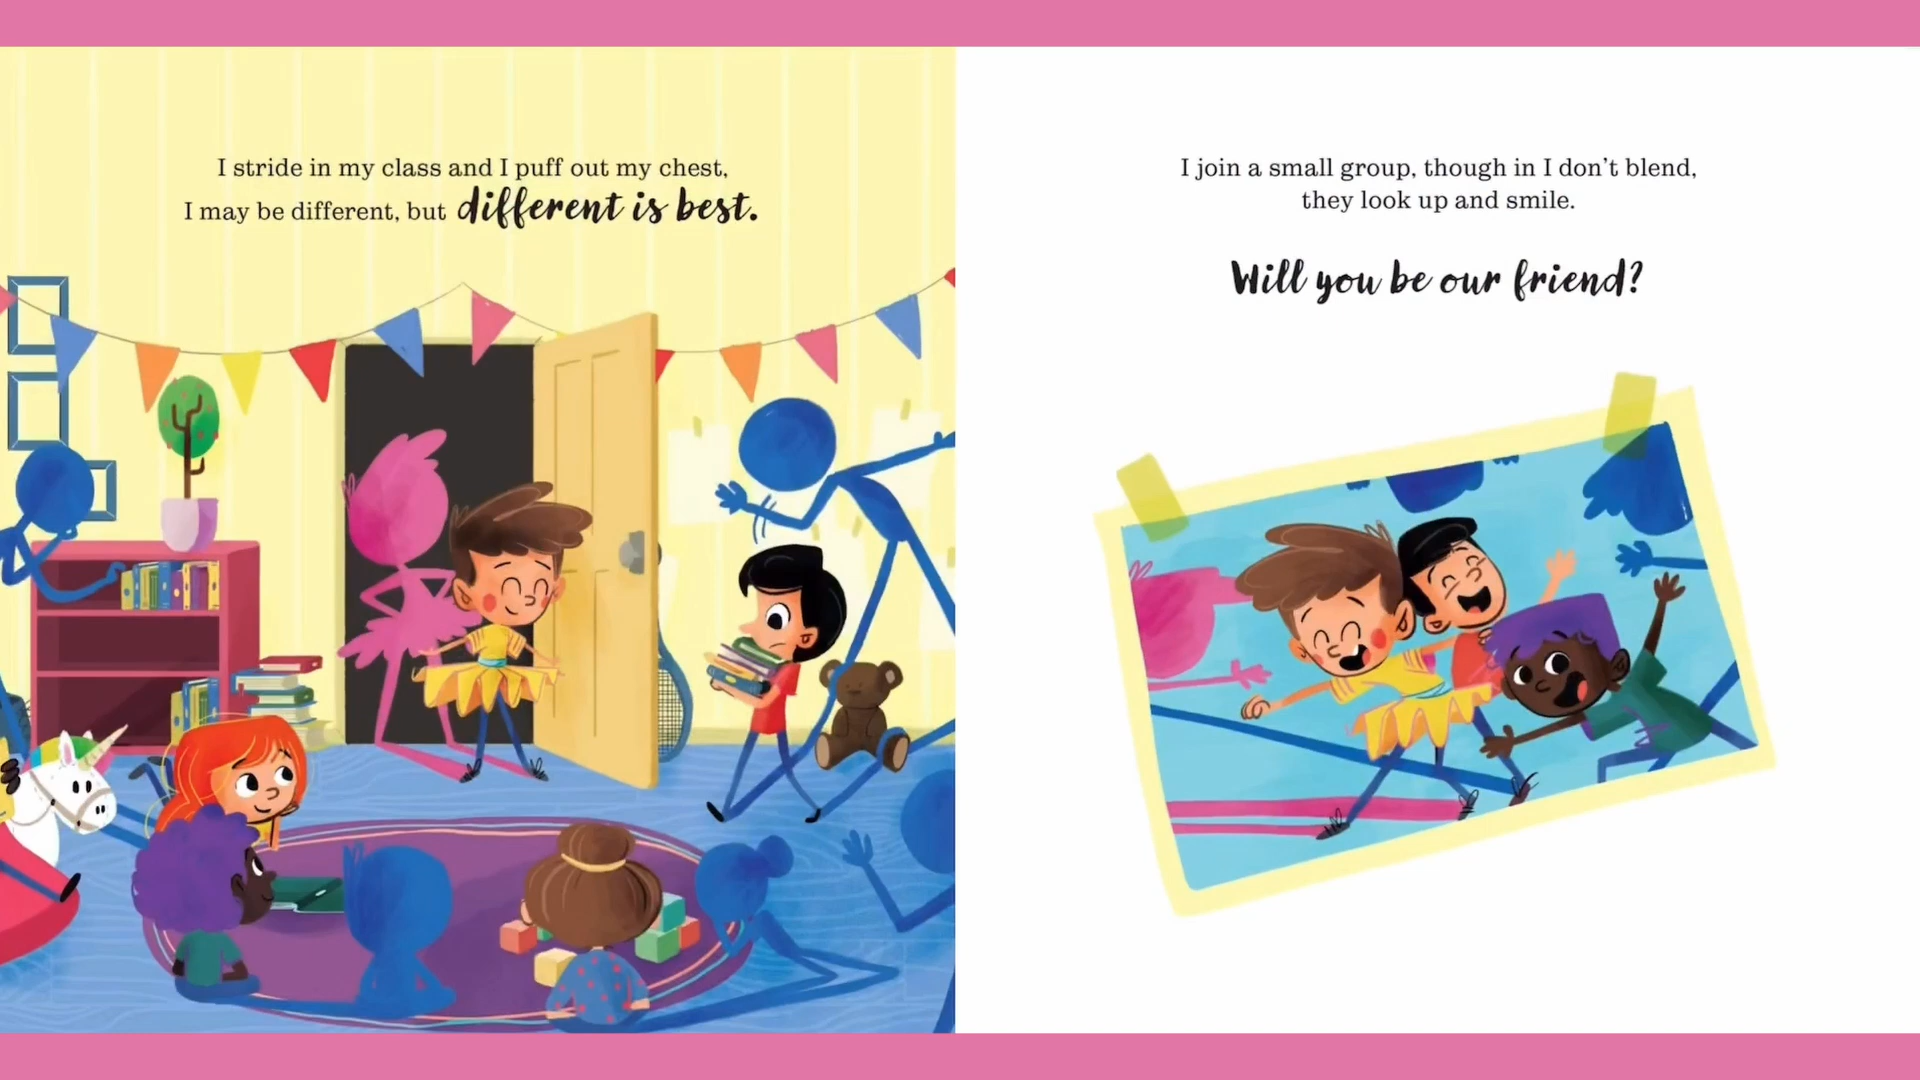 I stride in my class and I puff out my chest,
I may be different, but different is best.
I join a small group, though in I don't blend,
they look up and smile.
Will you be our friend?